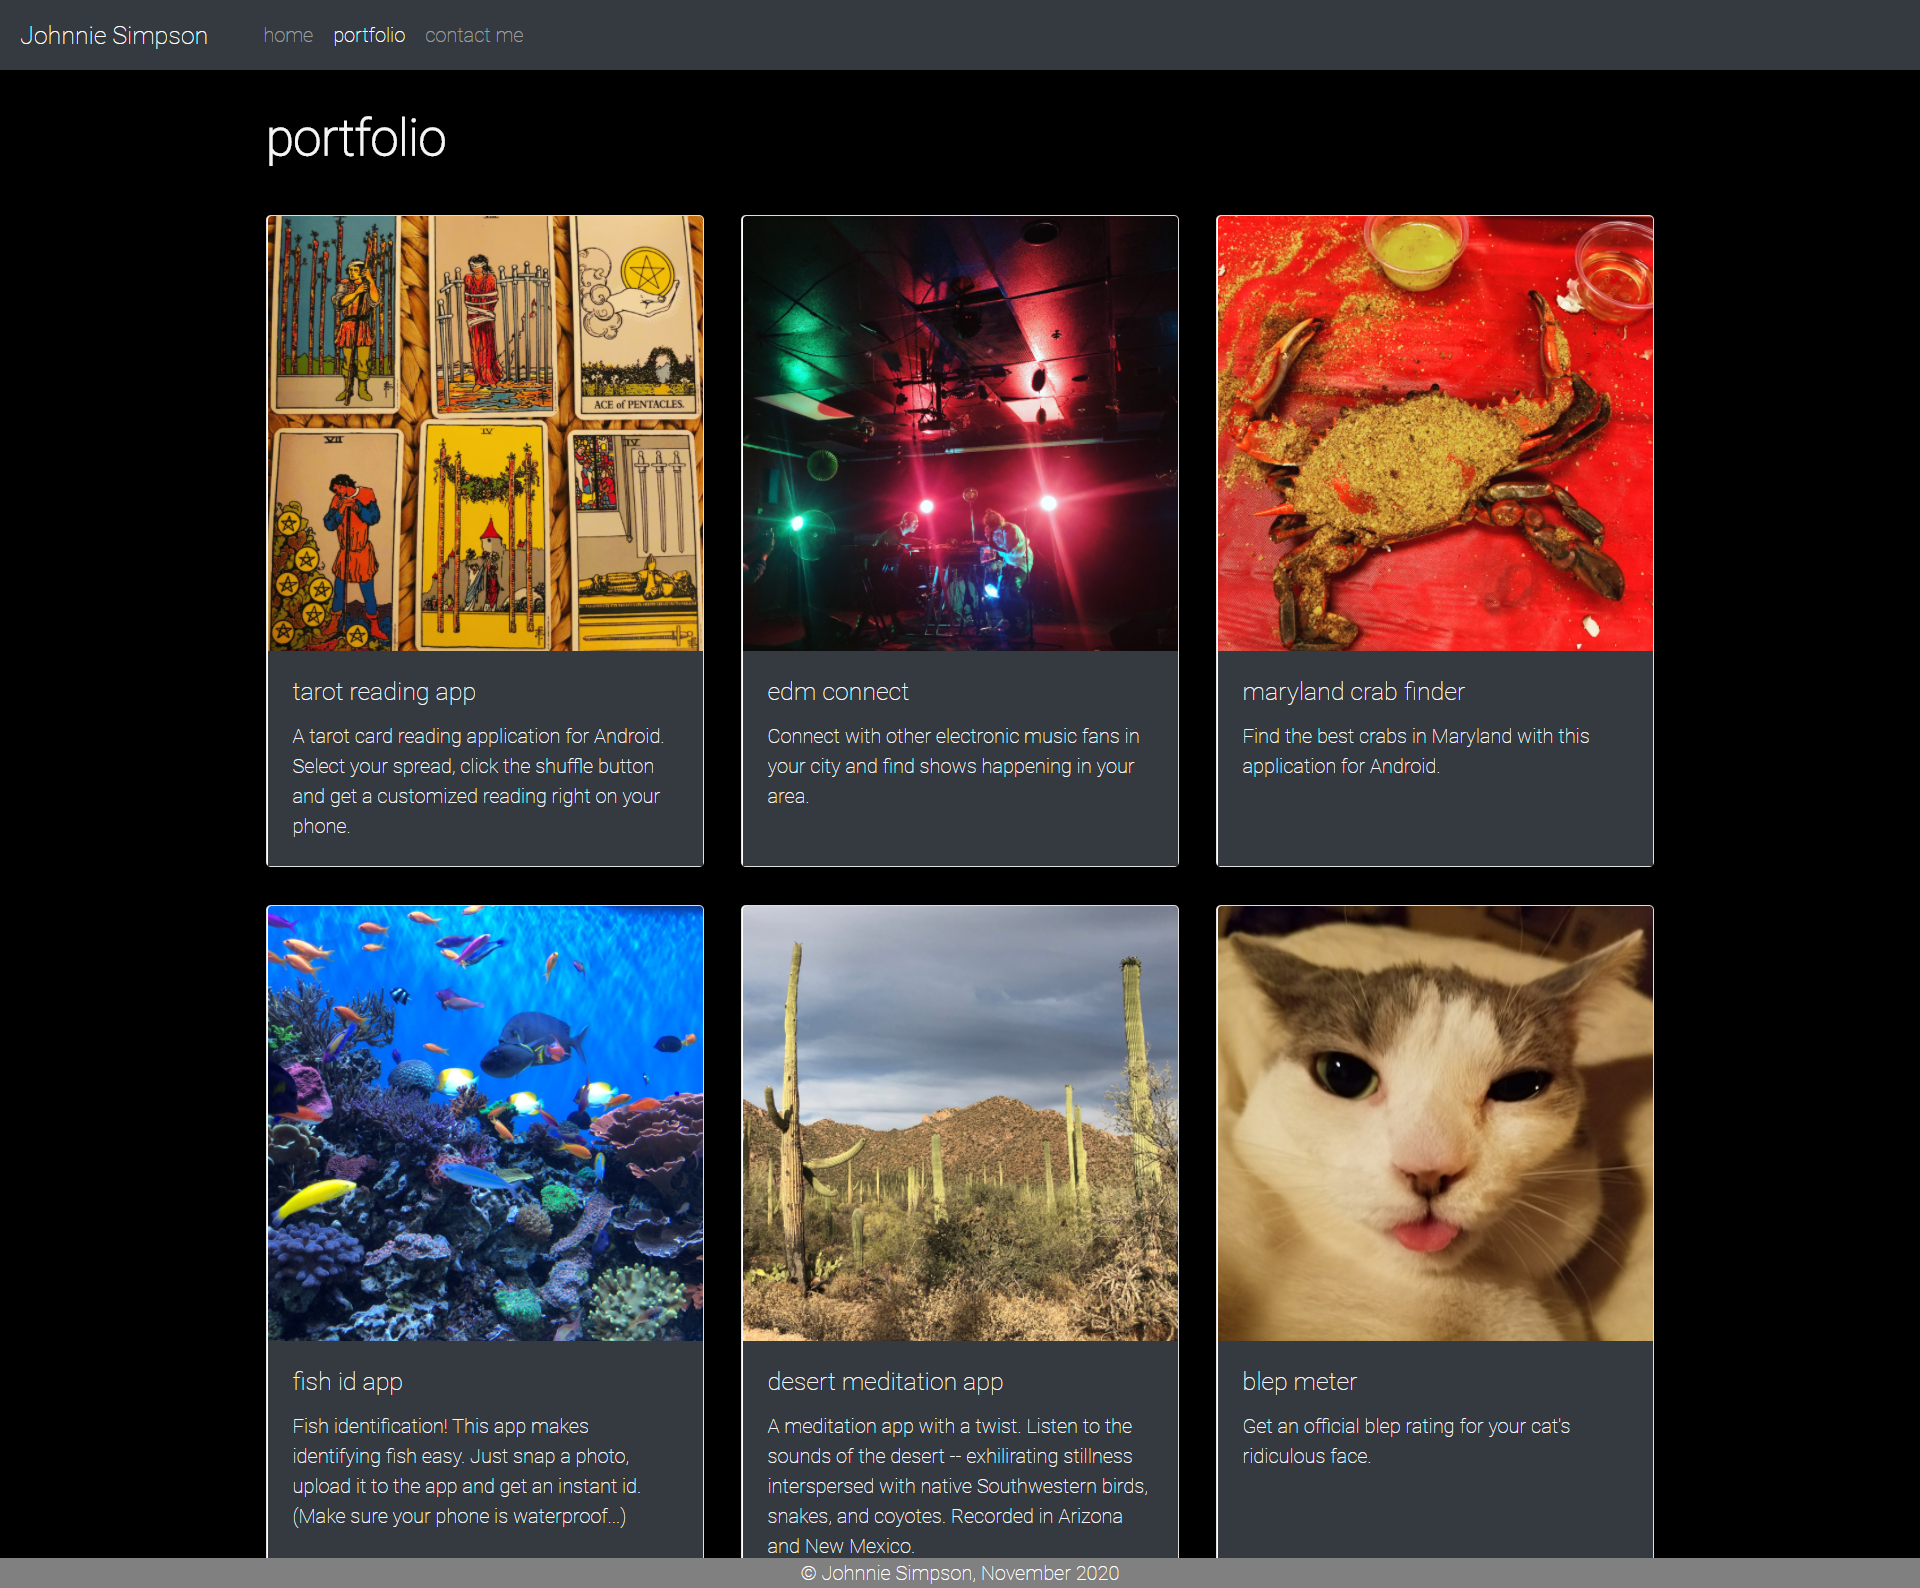 Johnnie Simpson home portfolio contact me
portfolio
ACE of PENTACLES.
VII
IV
IV
tarot reading app
A tarot card reading application for Android.
Select your spread, click the shuffle button
and get a customized reading right on your
phone.
edm connect
Connect with other electronic music fans in
your city and find shows happening in your
area.
maryland crab finder
Find the best crabs in Maryland with this
application for Android.
fish id app
Fish identification! This app makes
identifying fish easy. Just snap a photo,
upload it to the app and get an instant id.
(Make sure your phone is waterproof...)
desert meditation app
A meditation app with a twist. Listen to the
sounds of the desert -- exhilirating stillness
interspersed with native Southwestern birds,
snakes, and coyotes. Recorded in Arizona
and New Mexico.
blep meter
Get an official blep rating for your cat's
ridiculous face.
© Johnnie Simpson, November 2020